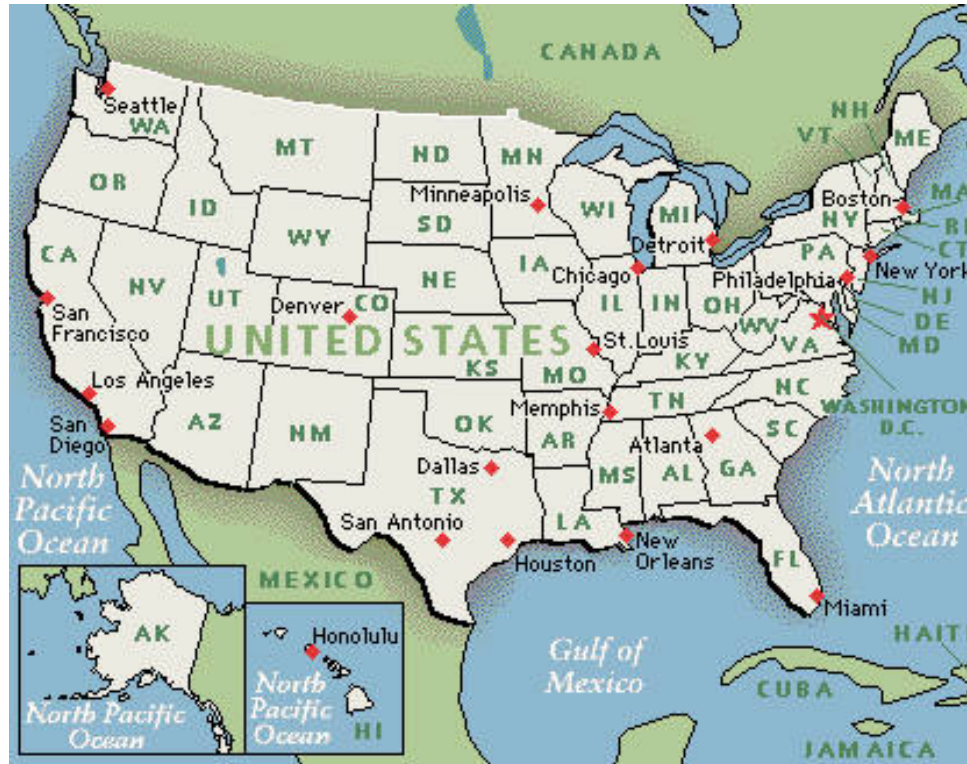 CANADA
NH
VT
ME
Seattle
WA
MT
ND
MN
OR
Minneapolis
Boston
MA
ID
SD
WI
MI
NY
RI
WY
Detroit
CT
CA
IA
PA
NV
NE
Chicago
Philadelphia
New York
UT
Denver
CO
IL
IN
OH
NJ
San
Francisco
WV
DE
UNITED STATES
St. Louis
VA
MD
KS
MO
KY
Los Angeles
NC
TN
WASHINGTON
D.C.
San
Diego
AZ
NM
OK
Memphis
AR
SC
Atlanta
Dallas
MS
AL
GA
North
Pacific
Ocean
TX
North
Atlantic
Ocean
San Antonio
LA
Houston
New
Orleans
FL
MEXICO
Miami
AK
Honolulu
HAIT
Gulf of
Mexico
North Pacific
Ocean
North
Pacific
Ocean
HI
CUBA
JAMAICA